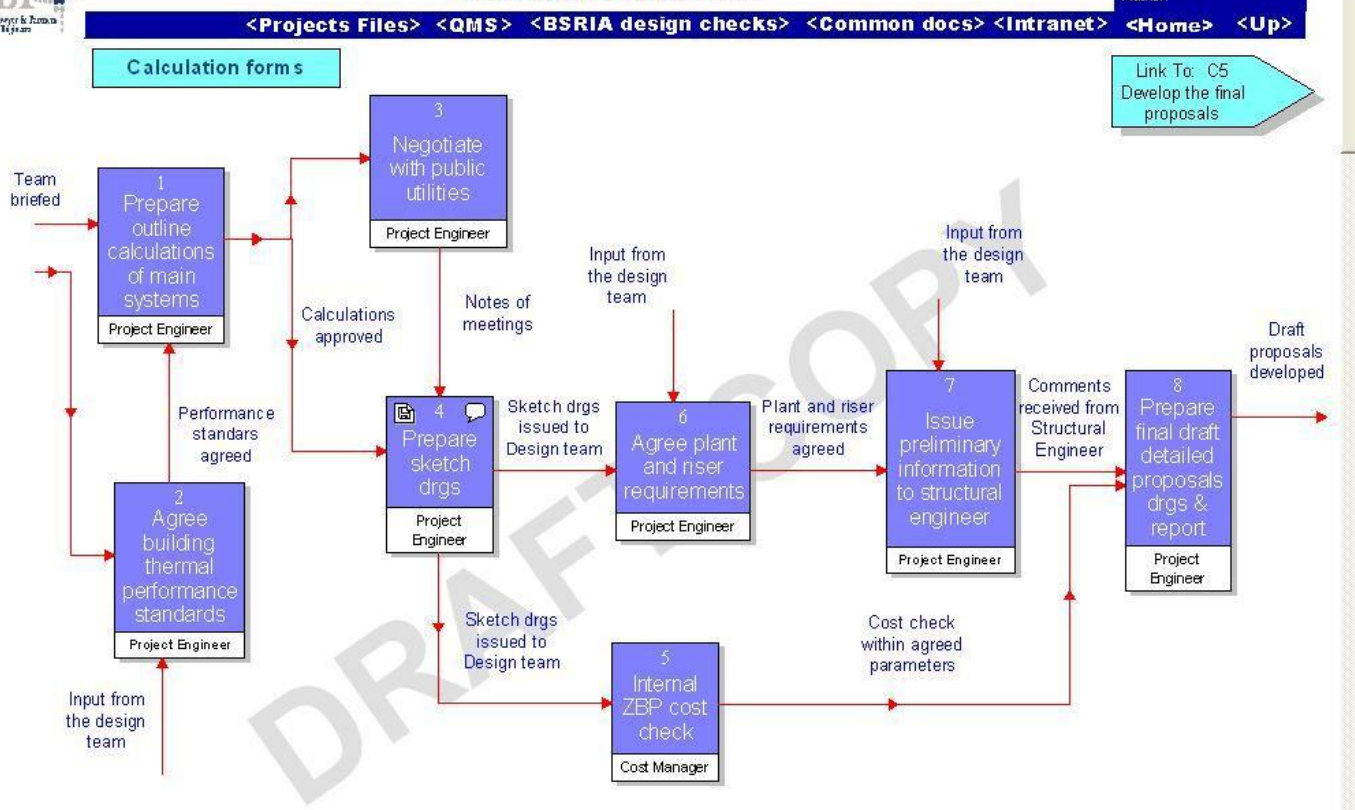 <Projects Files> <QMS> <BSRIA design checks> <Common docs> <Intranet> <Home> <Up>
Calculation forms
Link To: C5
Develop the final
proposals
Team
briefed
1
Prepare
outline
calculations
of main
systems
Project Engineer
3
Negotiate
with public
utilities
Project Engineer
Calculations
approved
Notes of
meetings
Input from
the design
team
Input from
the design
team
Draft
proposals
developed
Performance
standars
agreed
2
Agree
building
thermal
performance
standards
Project Engineer
Input from
the design
team
4
Prepare
sketch
drgs
Project
Engineer
Sketch drgs
issued to
Design team
6
Agree plant
and riser
requirements
Project Engineer
Plant and riser
requirements
agreed
7
Issue
preliminary
information
to structural
engineer
Project Engineer
Comments
received from
Structural
Engineer
8
Prepare
final draft
detailed
proposals
drgs &
report
Project
Engineer
Sketch drgs
issued to
Design team
5
Internal
ZBP cost
check
Cost Manager
Cost check
within agreed
parameters
DRAFT COPY